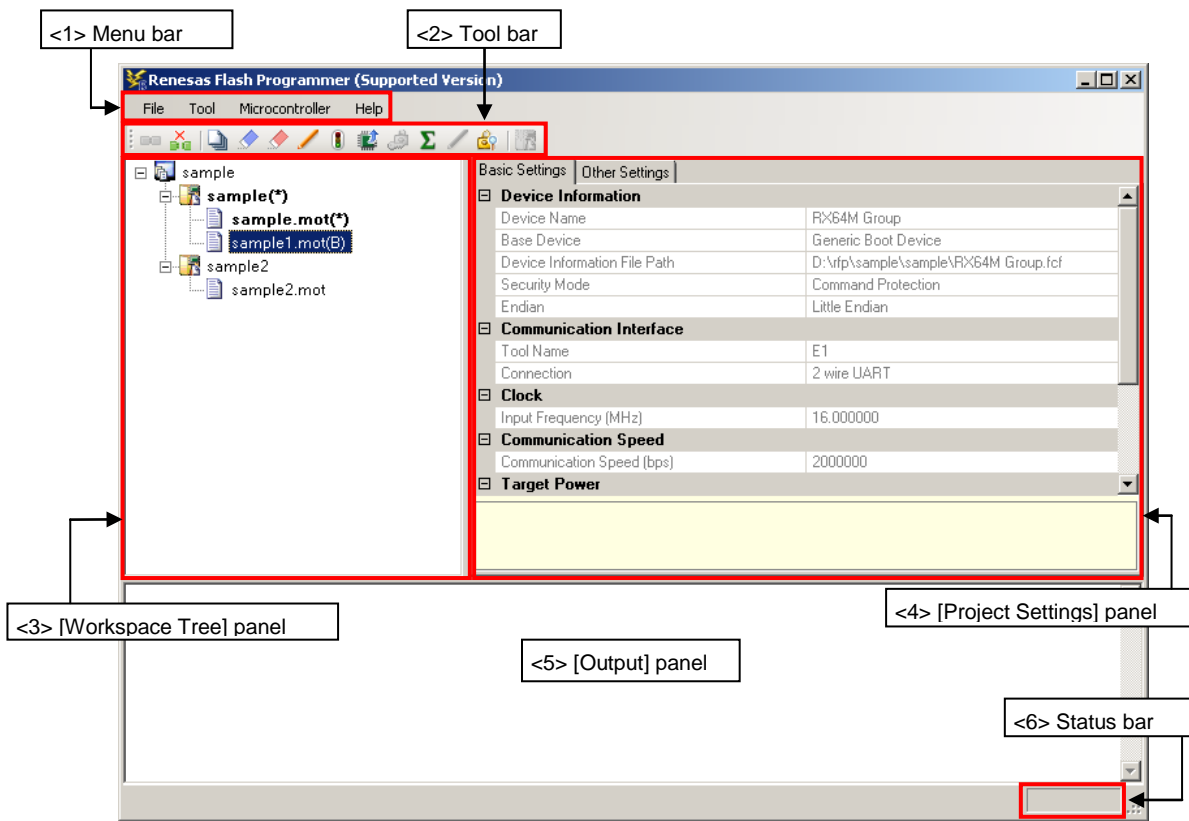 <1> Menu bar
<2> Tool bar
Renesas Flash Programmer (Supported Version)
File Tool Microcontroller Help
sample
sample(*)
sample.mot(*)
sample1.mot(B)
sample2
sample2.mot
Basic Settings Other Settings
Device Information
Device Name RX64M Group
Base Device Generic Boot Device
Device Information File Path D:\rfp\sample\sample\RX64M Group.fcf
Security Mode Command Protection
Endian Little Endian
Communication Interface
Tool Name E1
Connection 2 wire UART
Clock
Input Frequency (MHz) 16.000000
Communication Speed
Communication Speed (bps) 2000000
Target Power
<3> [Workspace Tree] panel
<4> [Project Settings] panel
<5> [Output] panel
<6> Status bar